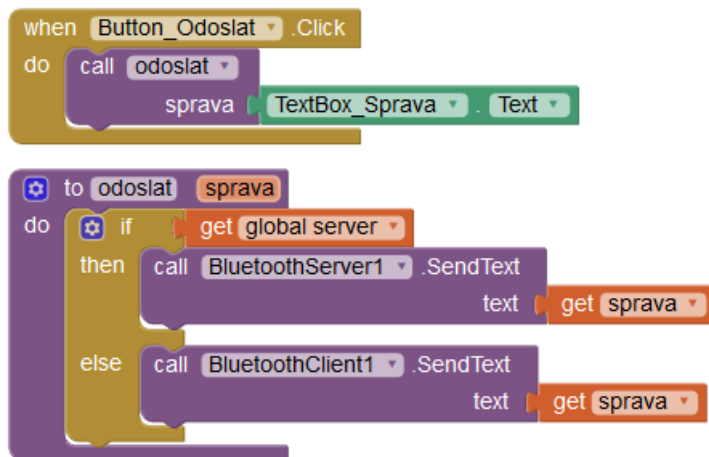 when Button_Odoslat .Click
do call odoslat
sprava TextBox_Sprava . Text
to odoslat sprava
do if get global server
then call BluetoothServer1 .SendText
text get sprava
else call BluetoothClient1 .SendText
text get sprava